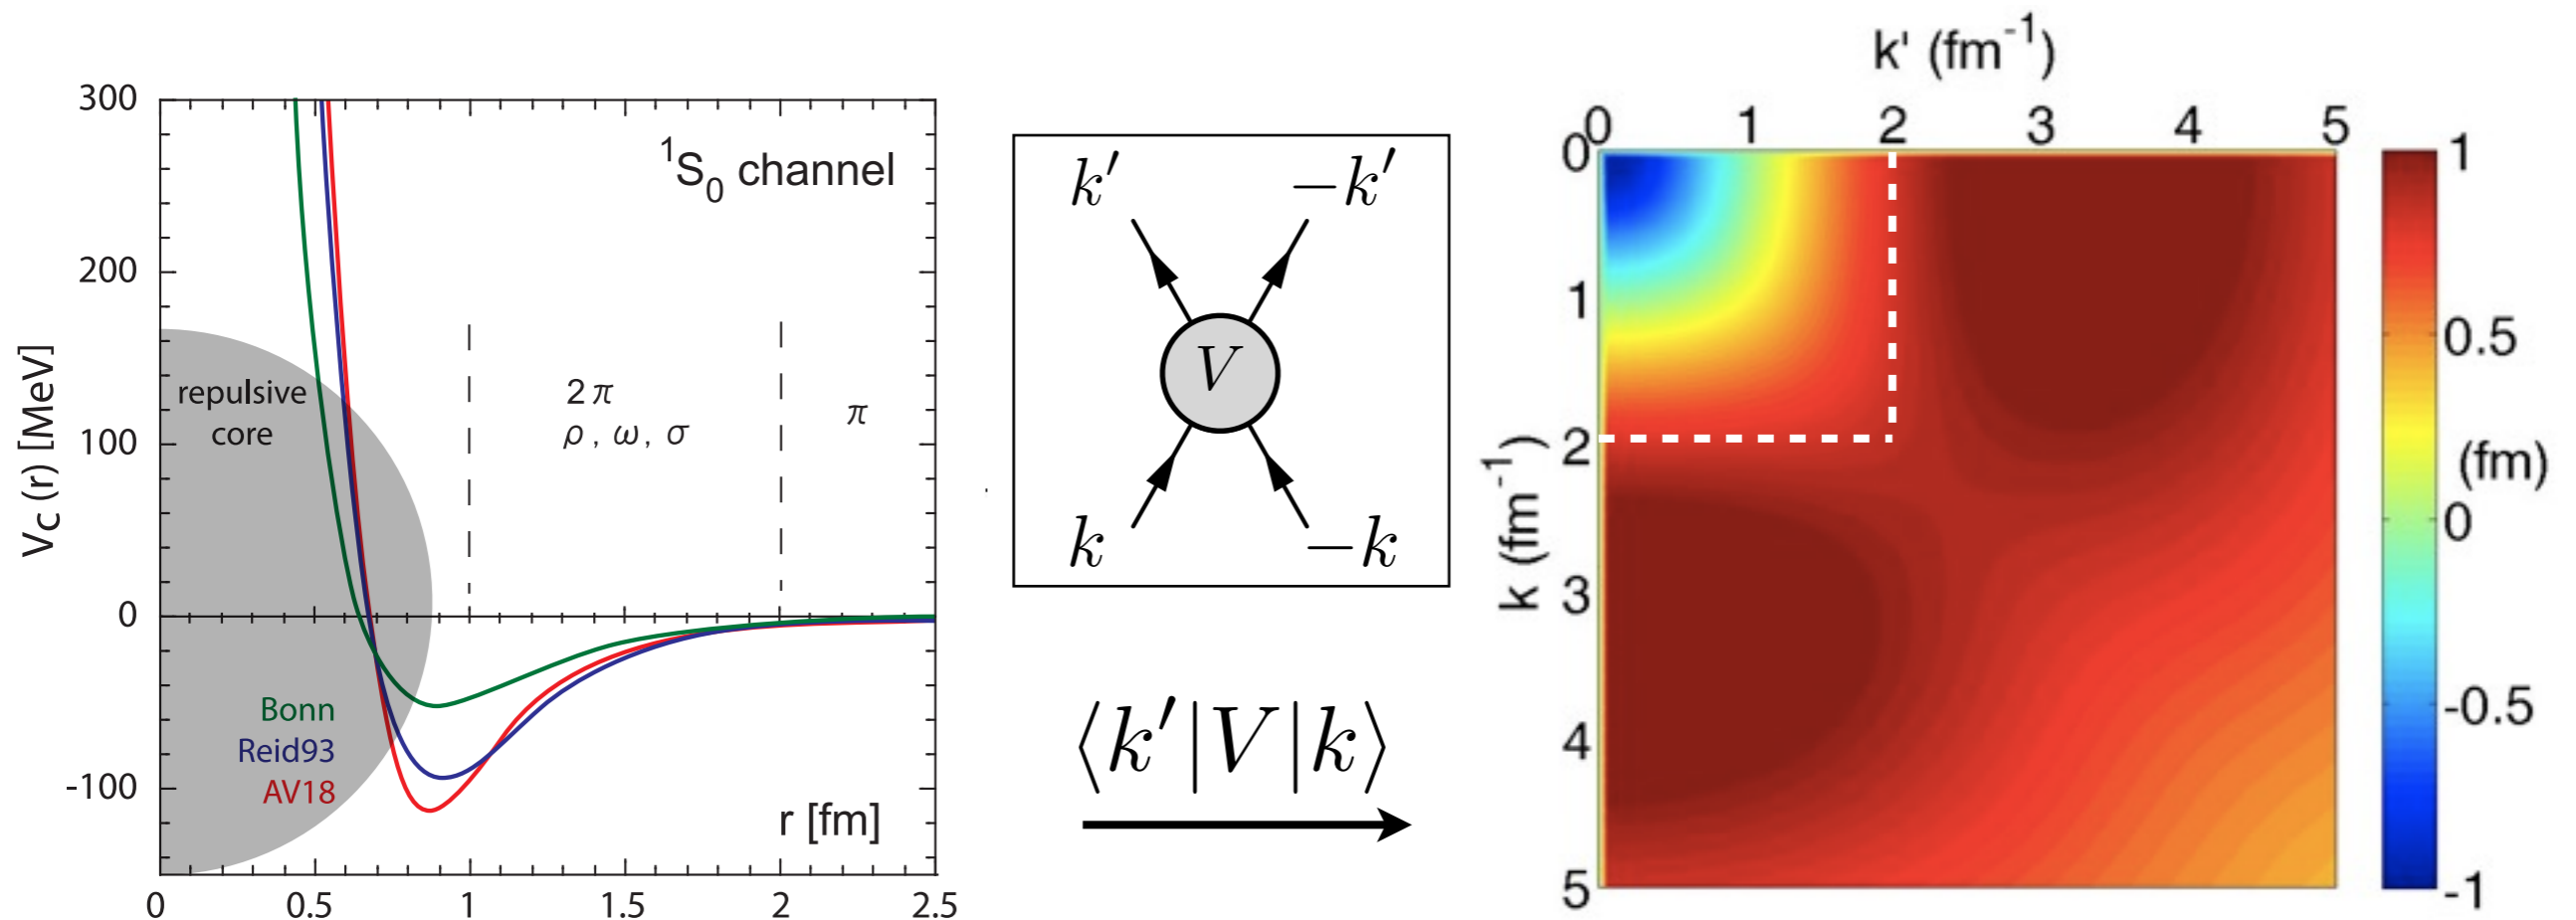 300
200
100
0
-100
Vc (r) [MeV]
¹S₀ channel
repulsive
core
2 π
ρ , ω, σ
π
Bonn
Reid93
AV18
r [fm]
0 0.5 1 1.5 2 2.5
k′ −k′
V
k −k
⟨k′|V|k⟩
k' (fm⁻¹)
0 1 2 3 4 5
k (fm⁻¹)
0
1
2
3
4
5
1
0.5
(fm)
0
-0.5
-1